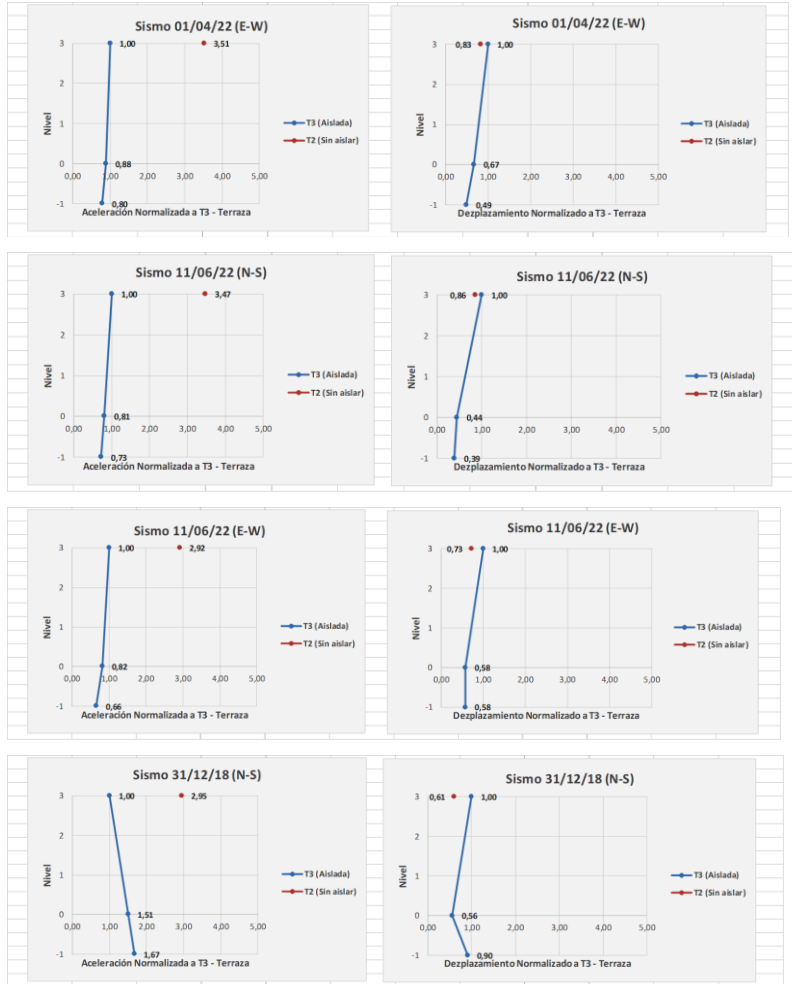 Sismo 01/04/22 (E-W)
3
1,00
3,51
2
1
Nivel
T3 (Aislada)
T2 (Sin aislar)
0
0,88
0,00 1,00 2,00 3,00 4,00 5,00
-1
0,80
Aceleración Normalizada a T3 - Terraza
Sismo 01/04/22 (E-W)
3
0,83
1,00
2
1
Nivel
T3 (Aislada)
T2 (Sin aislar)
0
0,67
0,00 1,00 2,00 3,00 4,00 5,00
-1
0,49
Dezplazamiento Normalizado a T3 - Terraza
Sismo 11/06/22 (N-S)
3
1,00
3,47
2
1
Nivel
T3 (Aislada)
T2 (Sin aislar)
0
0,81
0,00 1,00 2,00 3,00 4,00 5,00
-1
0,73
Aceleración Normalizada a T3 - Terraza
Sismo 11/06/22 (N-S)
3
0,86
1,00
2
1
Nivel
T3 (Aislada)
T2 (Sin aislar)
0
0,44
0,00 1,00 2,00 3,00 4,00 5,00
-1
0,39
Dezplazamiento Normalizado a T3 - Terraza
Sismo 11/06/22 (E-W)
3
1,00
2,92
2
1
Nivel
T3 (Aislada)
T2 (Sin aislar)
0
0,82
0,00 1,00 2,00 3,00 4,00 5,00
-1
0,66
Aceleración Normalizada a T3 - Terraza
Sismo 11/06/22 (E-W)
3
0,73
1,00
2
1
Nivel
T3 (Aislada)
T2 (Sin aislar)
0
0,58
0,00 1,00 2,00 3,00 4,00 5,00
-1
0,58
Dezplazamiento Normalizado a T3 - Terraza
Sismo 31/12/18 (N-S)
3
1,00
2,95
2
1
Nivel
T3 (Aislada)
T2 (Sin aislar)
0
1,51
0,00 1,00 2,00 3,00 4,00 5,00
-1
1,67
Aceleración Normalizada a T3 - Terraza
Sismo 31/12/18 (N-S)
3
0,61
1,00
2
1
Nivel
T3 (Aislada)
T2 (Sin aislar)
0
0,56
0,00 1,00 2,00 3,00 4,00 5,00
-1
0,90
Dezplazamiento Normalizado a T3 - Terraza